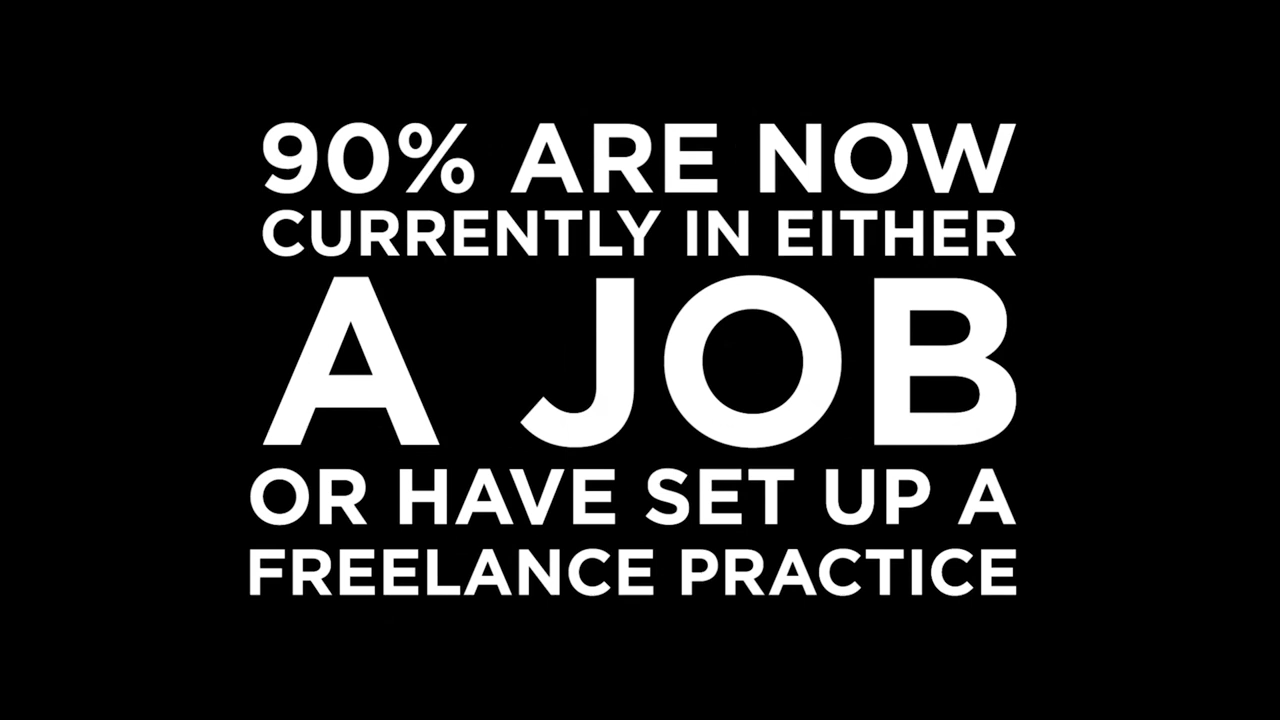 90% ARE NOW
CURRENTLY IN EITHER
A JOB
OR HAVE SET UP A
FREELANCE PRACTICE